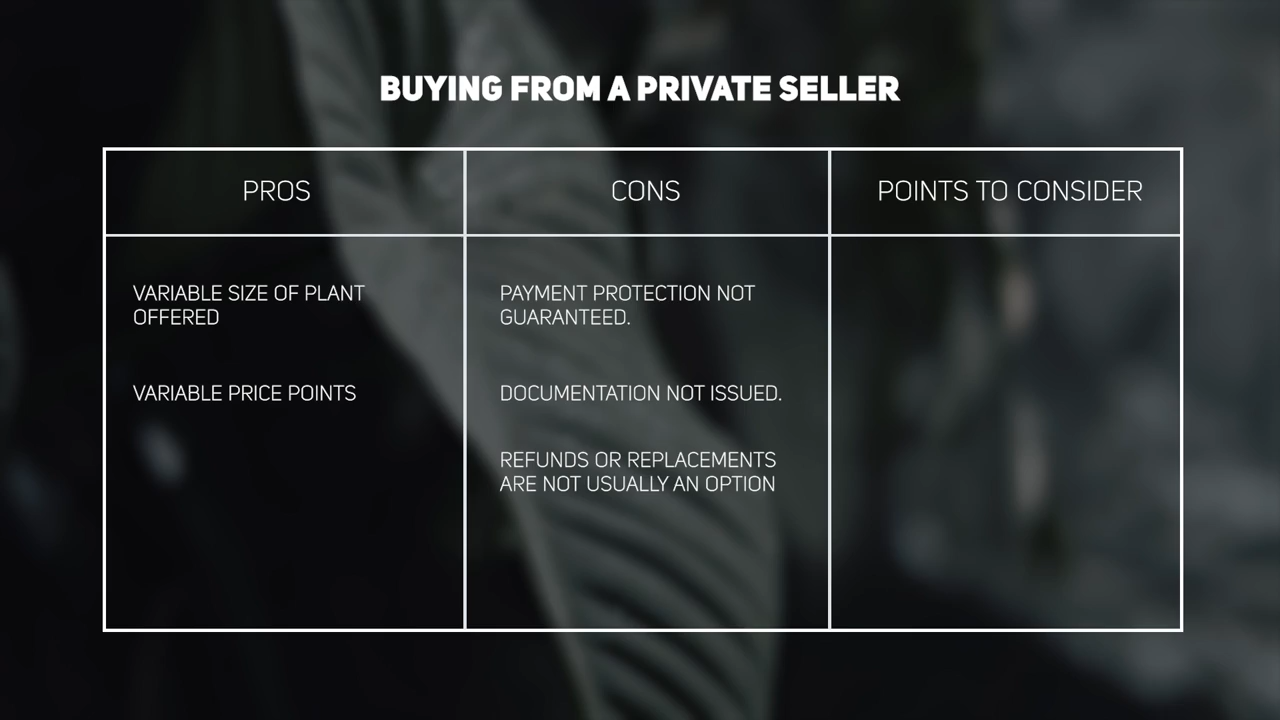 BUYING FROM A PRIVATE SELLER
PROS
CONS
POINTS TO CONSIDER
VARIABLE SIZE OF PLANT
OFFERED
VARIABLE PRICE POINTS
PAYMENT PROTECTION NOT
GUARANTEED.
DOCUMENTATION NOT ISSUED.
REFUNDS OR REPLACEMENTS
ARE NOT USUALLY AN OPTION